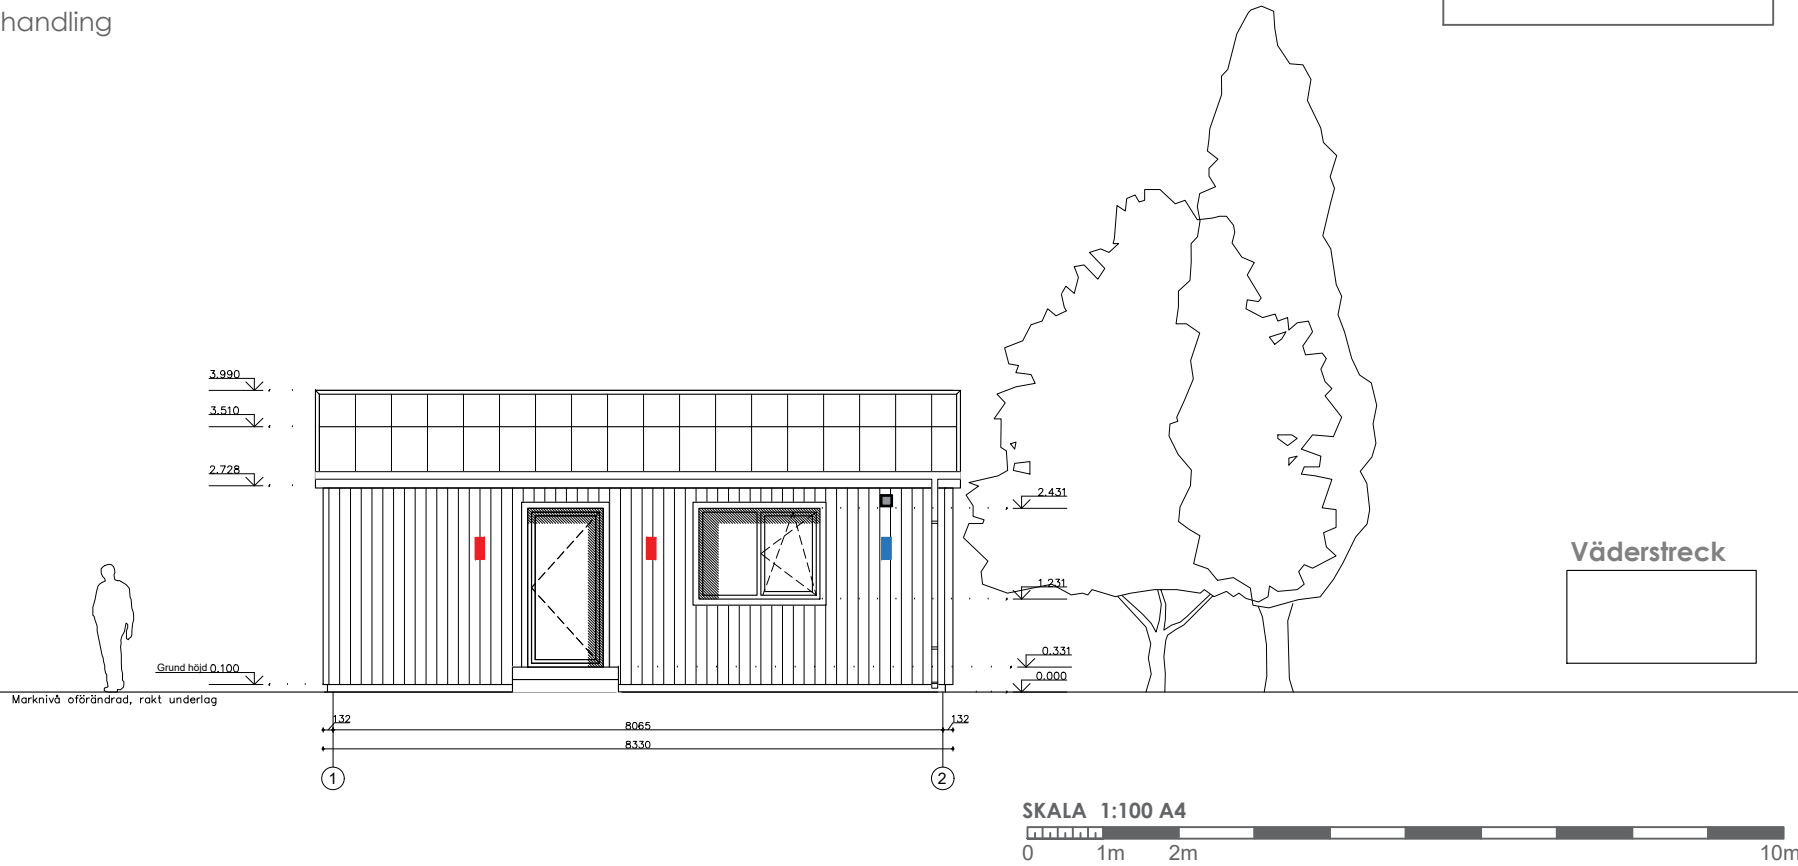 handling
3.990
3.510
2.728
2.431
1.231
0.331
Grund höjd 0.100
0.000
Marknivå oförändrad, rakt underlag
132
8065
132
8330
1
2
Väderstreck
SKALA 1:100 A4
0 1m 2m 10m